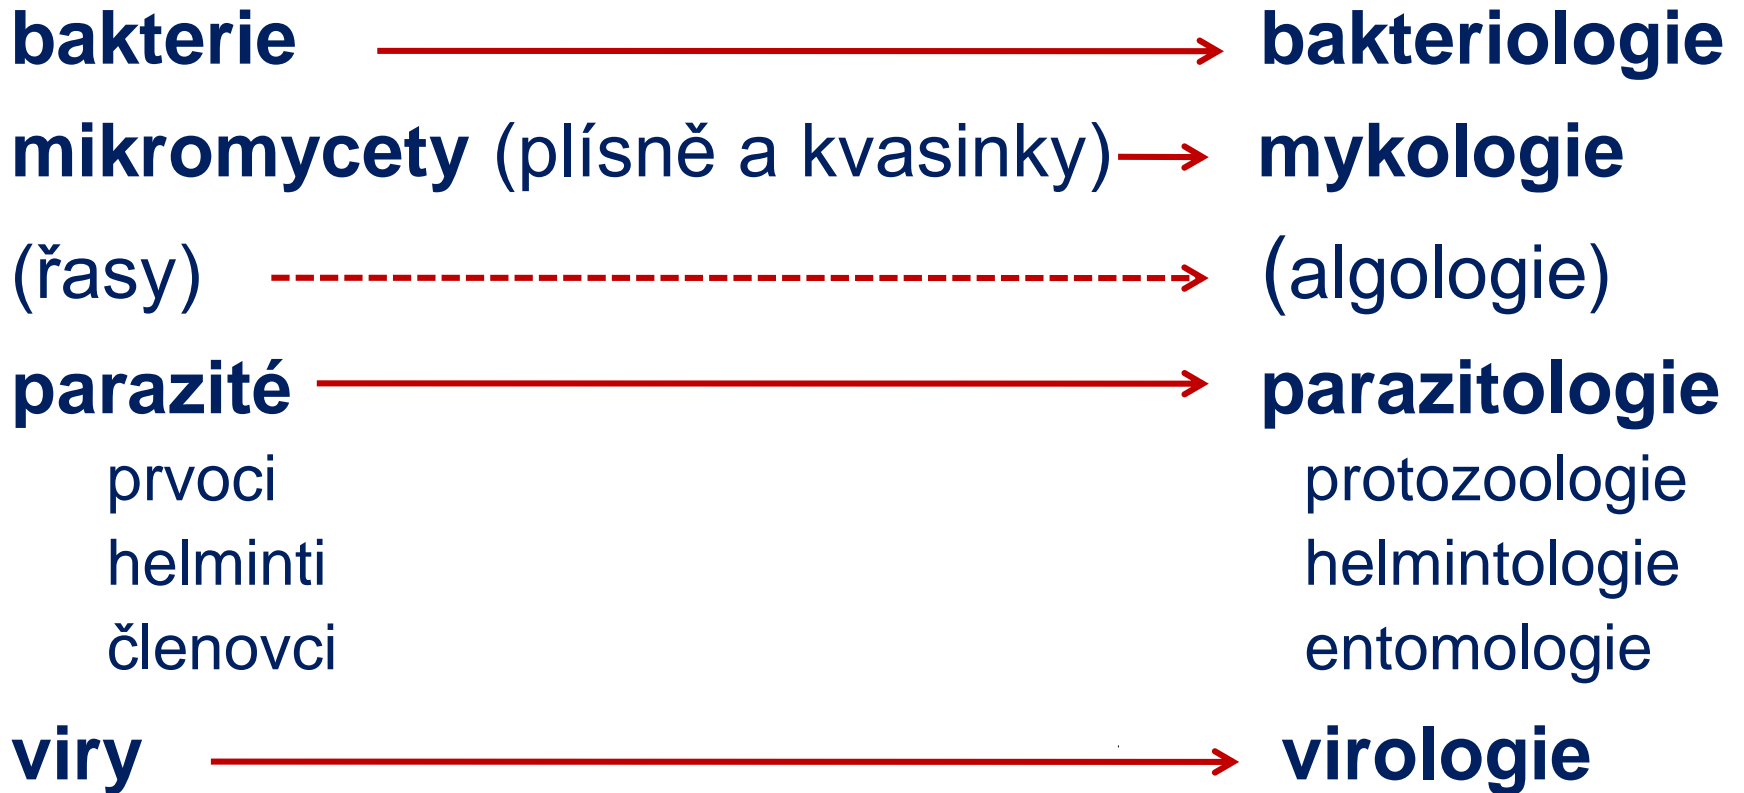 bakterie bakteriologie
mikromycety (plísně a kvasinky) mykologie
(řasy) (algologie)
parazité parazitologie
prvoci protozoologie
helminti helmintologie
členovci entomologie
viry virologie